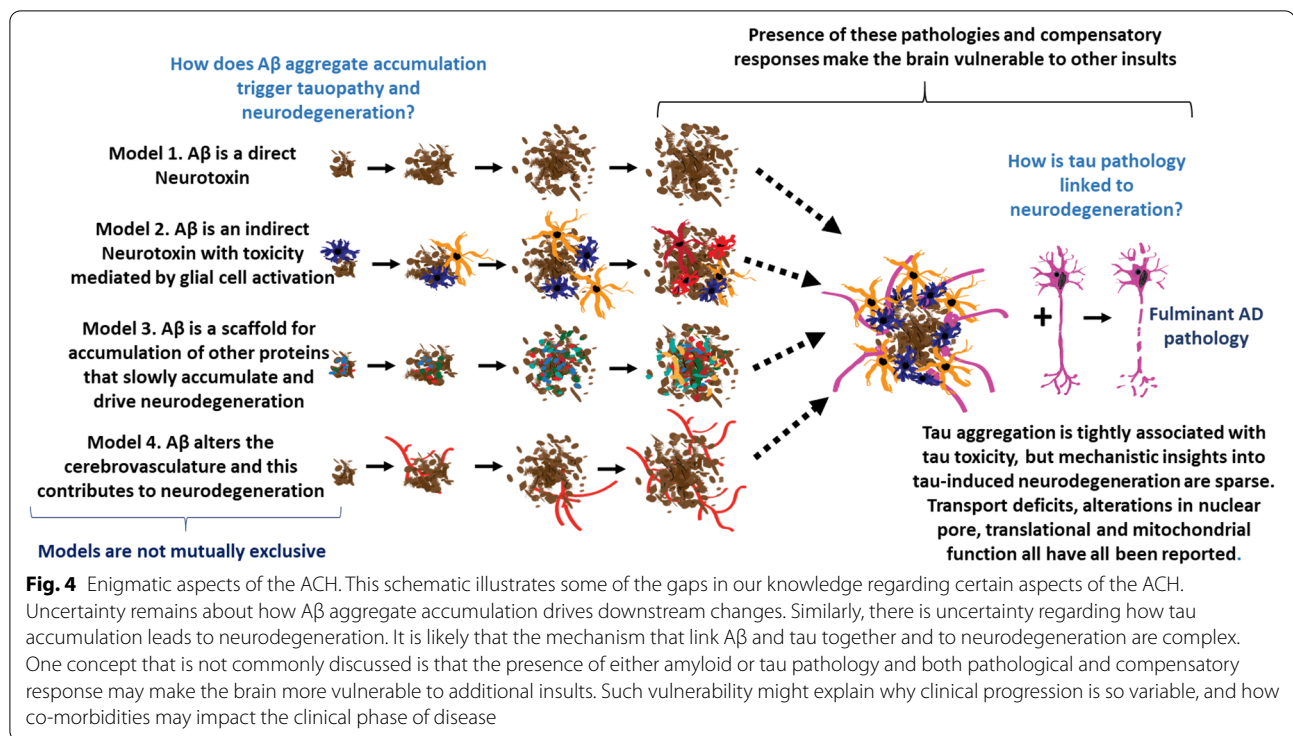 Presence of these pathologies and compensatory
responses make the brain vulnerable to other insults
How does Aβ aggregate accumulation
trigger tauopathy and
neurodegeneration?
Model 1. Aβ is a direct
Neurotoxin
Model 2. Aβ is an indirect
Neurotoxin with toxicity
mediated by glial cell activation
Model 3. Aβ is a scaffold for
accumulation of other proteins
that slowly accumulate and
drive neurodegeneration
Model 4. Aβ alters the
cerebrovasculature and this
contributes to neurodegeneration
Models are not mutually exclusive
How is tau pathology
linked to
neurodegeneration?
+
Fulminant AD
pathology
Tau aggregation is tightly associated with
tau toxicity, but mechanistic insights into
tau-induced neurodegeneration are sparse.
Transport deficits, alterations in nuclear
pore, translational and mitochondrial
function all have all been reported.
Fig. 4 Enigmatic aspects of the ACH. This schematic illustrates some of the gaps in our knowledge regarding certain aspects of the ACH.
Uncertainty remains about how Aβ aggregate accumulation drives downstream changes. Similarly, there is uncertainty regarding how tau
accumulation leads to neurodegeneration. It is likely that the mechanism that link Aβ and tau together and to neurodegeneration are complex.
One concept that is not commonly discussed is that the presence of either amyloid or tau pathology and both pathological and compensatory
response may make the brain more vulnerable to additional insults. Such vulnerability might explain why clinical progression is so variable, and how
co-morbidities may impact the clinical phase of disease